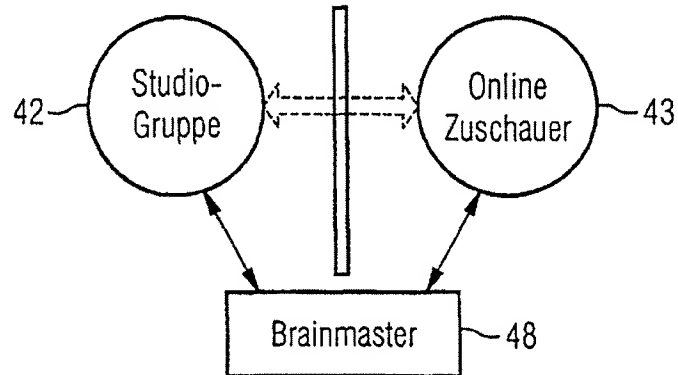 Studio-
Gruppe
Online
Zuschauer
42
43
Brainmaster
48